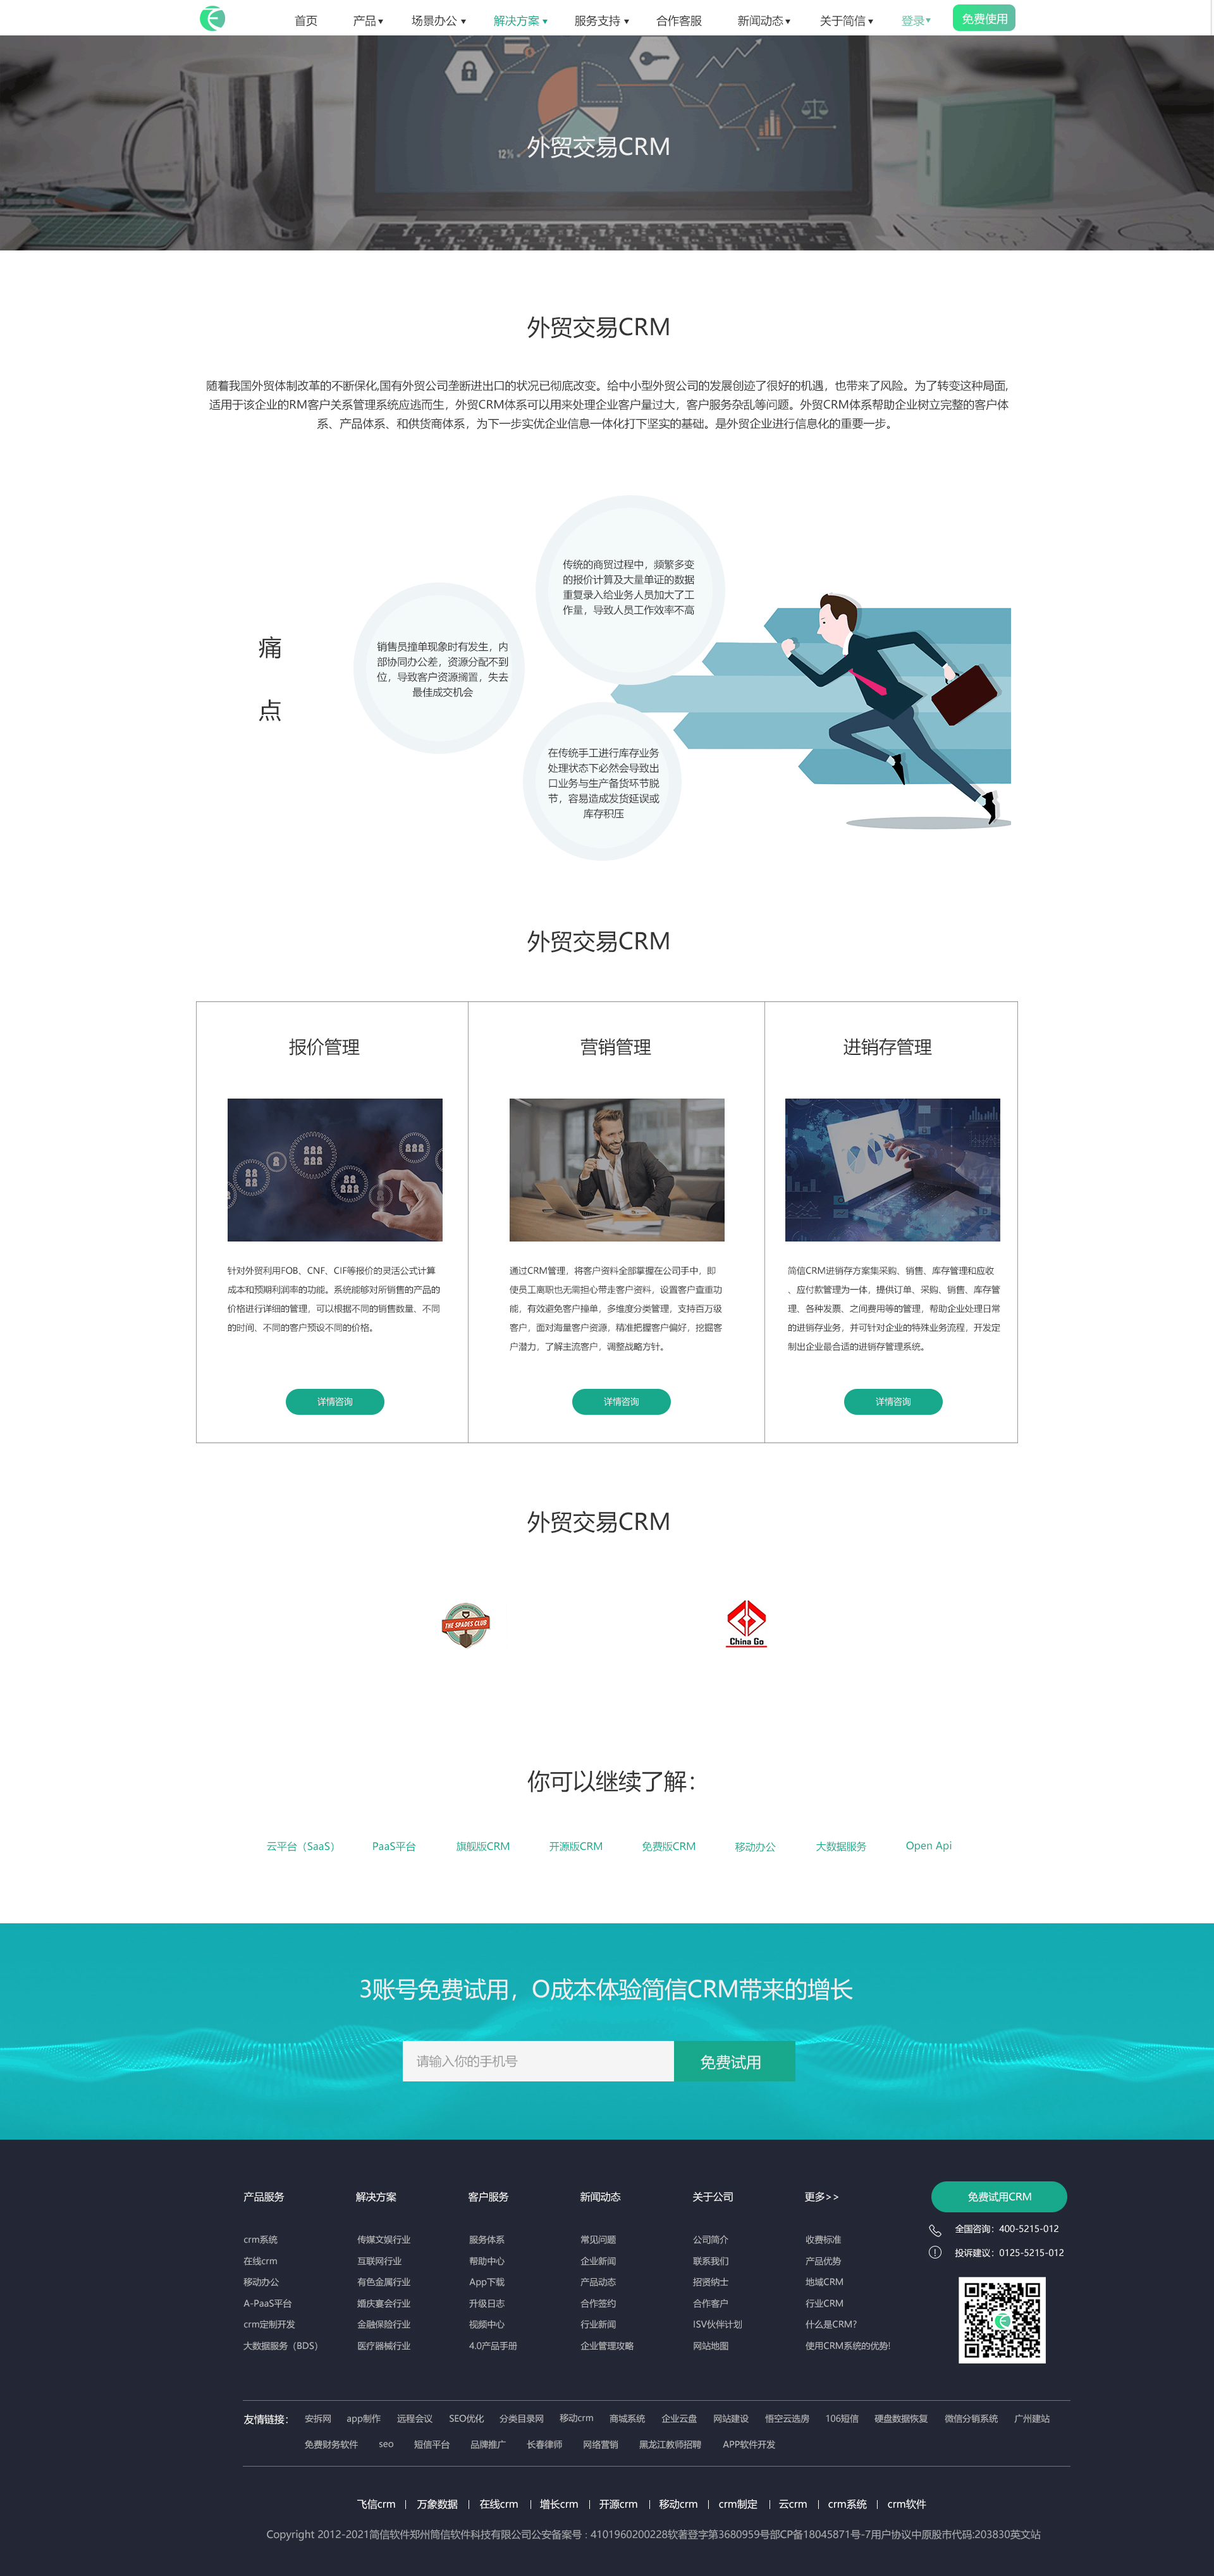 首页 产品 场景办公 解决方案 服务支持 合作客服 新闻动态 关于简信 登录 免费使用
12%
外贸交易CRM
外贸交易CRM
随着我国外贸体制改革的不断保化,国有外贸公司垄断进出口的状况已彻底改变。给中小型外贸公司的发展创迹了很好的机遇，也带来了风险。为了转变这种局面,
适用于该企业的RM客户关系管理系统应逃而生，外贸CRM体系可以用来处理企业客户量过大，客户服务杂乱等问题。外贸CRM体系帮助企业树立完整的客户体
系、产品体系、和供货商体系，为下一步实优企业信息一体化打下坚实的基础。是外贸企业进行信息化的重要一步。
痛
点
传统的商贸过程中，频繁多变
的报价计算及大量单证的数据
重复录入给业务人员加大了工
作量，导致人员工作效率不高
销售员撞单现象时有发生，内
部协同办公差，资源分配不到
位，导致客户资源搁置，失去
最佳成交机会
在传统手工进行库存业务
处理状态下必然会导致出
口业务与生产备货环节脱
节，容易造成发货延误或
库存积压
外贸交易CRM
报价管理
针对外贸利用FOB、CNF、CIF等报价的灵活公式计算
成本和预期利润率的功能。系统能够对所销售的产品的
价格进行详细的管理，可以根据不同的销售数量、不同
的时间、不同的客户预设不同的价格。
详情咨询
营销管理
通过CRM管理，将客户资料全部掌握在公司手中，即
使员工离职也无需担心带走客户资料，设置客户查重功
能，有效避免客户撞单，多维度分类管理，支持百万级
客户，面对海量客户资源，精准把握客户偏好，挖掘客
户潜力，了解主流客户，调整战略方针。
详情咨询
进销存管理
简信CRM进销存方案集采购、销售、库存管理和应收
、应付款管理为一体，提供订单、采购、销售、库存管
理、各种发票、之间费用等的管理，帮助企业处理日常
的进销存业务，并可针对企业的特殊业务流程，开发定
制出企业最合适的进销存管理系统。
详情咨询
外贸交易CRM
THE SPADES CLUB
China Go
你可以继续了解：
云平台（SaaS） PaaS平台 旗舰版CRM 开源版CRM 免费版CRM 移动办公 大数据服务 Open Api
3账号免费试用，O成本体验简信CRM带来的增长
请输入你的手机号 免费试用
产品服务 解决方案 客户服务 新闻动态 关于公司 更多>> 免费试用CRM
全国咨询：400-5215-012
投诉建议：0125-5215-012
crm系统 传媒文娱行业 服务体系 常见问题 公司简介 收费标准
在线crm 互联网行业 帮助中心 企业新闻 联系我们 产品优势
移动办公 有色金属行业 App下载 产品动态 招贤纳士 地域CRM
A-PaaS平台 婚庆宴会行业 升级日志 合作签约 合作客户 行业CRM
crm定制开发 金融保险行业 视频中心 行业新闻 ISV伙伴计划 什么是CRM?
大数据服务（BDS） 医疗器械行业 4.0产品手册 企业管理攻略 网站地图 使用CRM系统的优势!
友情链接： 安拆网 app制作 远程会议 SEO优化 分类目录网 移动crm 商城系统 企业云盘 网站建设 悟空云选房 106短信 硬盘数据恢复 微信分销系统 广州建站
免费财务软件 seo 短信平台 品牌推广 长春律师 网络营销 黑龙江教师招聘 APP软件开发
飞信crm | 万象数据 | 在线crm | 增长crm | 开源crm | 移动crm | crm制定 | 云crm | crm系统 | crm软件
Copyright 2012-2021简信软件郑州简信软件科技有限公司公安备案号：4101960200228软著登字第3680959号部CP备18045871号-7用户协议中原股市代码:203830英文站